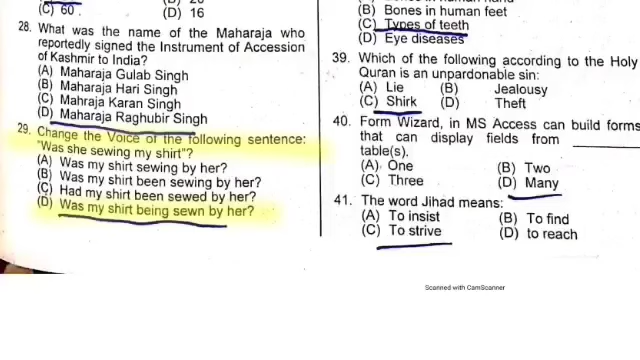 (C) 60
(D) 16
28. What was the name of the Maharaja who
reportedly signed the Instrument of Accession
of Kashmir to India?
(A) Maharaja Gulab Singh
(B) Maharaja Hari Singh
(C) Mahraja Karan Singh
(D) Maharaja Raghubir Singh
29. Change the Voice of the following sentence:
"Was she sewing my shirt"?
(A) Was my shirt sewing by her?
(B) Was my shirt been sewing by her?
(C) Had my shirt been sewed by her?
(D) Was my shirt being sewn by her?
(B) Bones in human feet
(C) Types of teeth
(D) Eye diseases
39. Which of the following according to the Holy
Quran is an unpardonable sin:
(A) Lie (B) Jealousy
(C) Shirk (D) Theft
40. Form Wizard, in MS Access can build forms
that can display fields from
table(s).
(A) One (B) Two
(C) Three (D) Many
41. The word Jihad means:
(A) To insist (B) To find
(C) To strive (D) to reach
Scanned with CamScanner